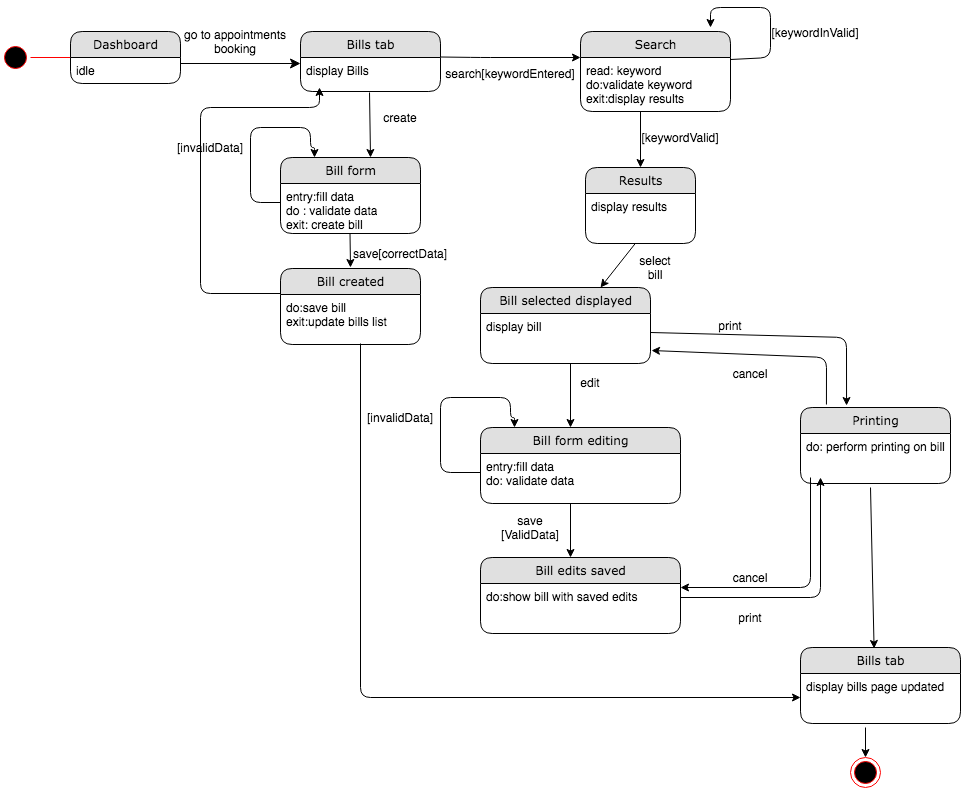 Dashboard
idle
go to appointments
booking
Bills tab
display Bills
search[keywordEntered]
Search
read: keyword
do:validate keyword
exit:display results
[keywordInValid]
create
[keywordValid]
[invalidData]
Bill form
entry:fill data
do : validate data
exit: create bill
Results
display results
save[correctData]
Bill created
do:save bill
exit:update bills list
select
bill
Bill selected displayed
display bill
print
cancel
edit
[invalidData]
Bill form editing
entry:fill data
do: validate data
Printing
do: perform printing on bill
save
[ValidData]
Bill edits saved
do:show bill with saved edits
cancel
print
Bills tab
display bills page updated